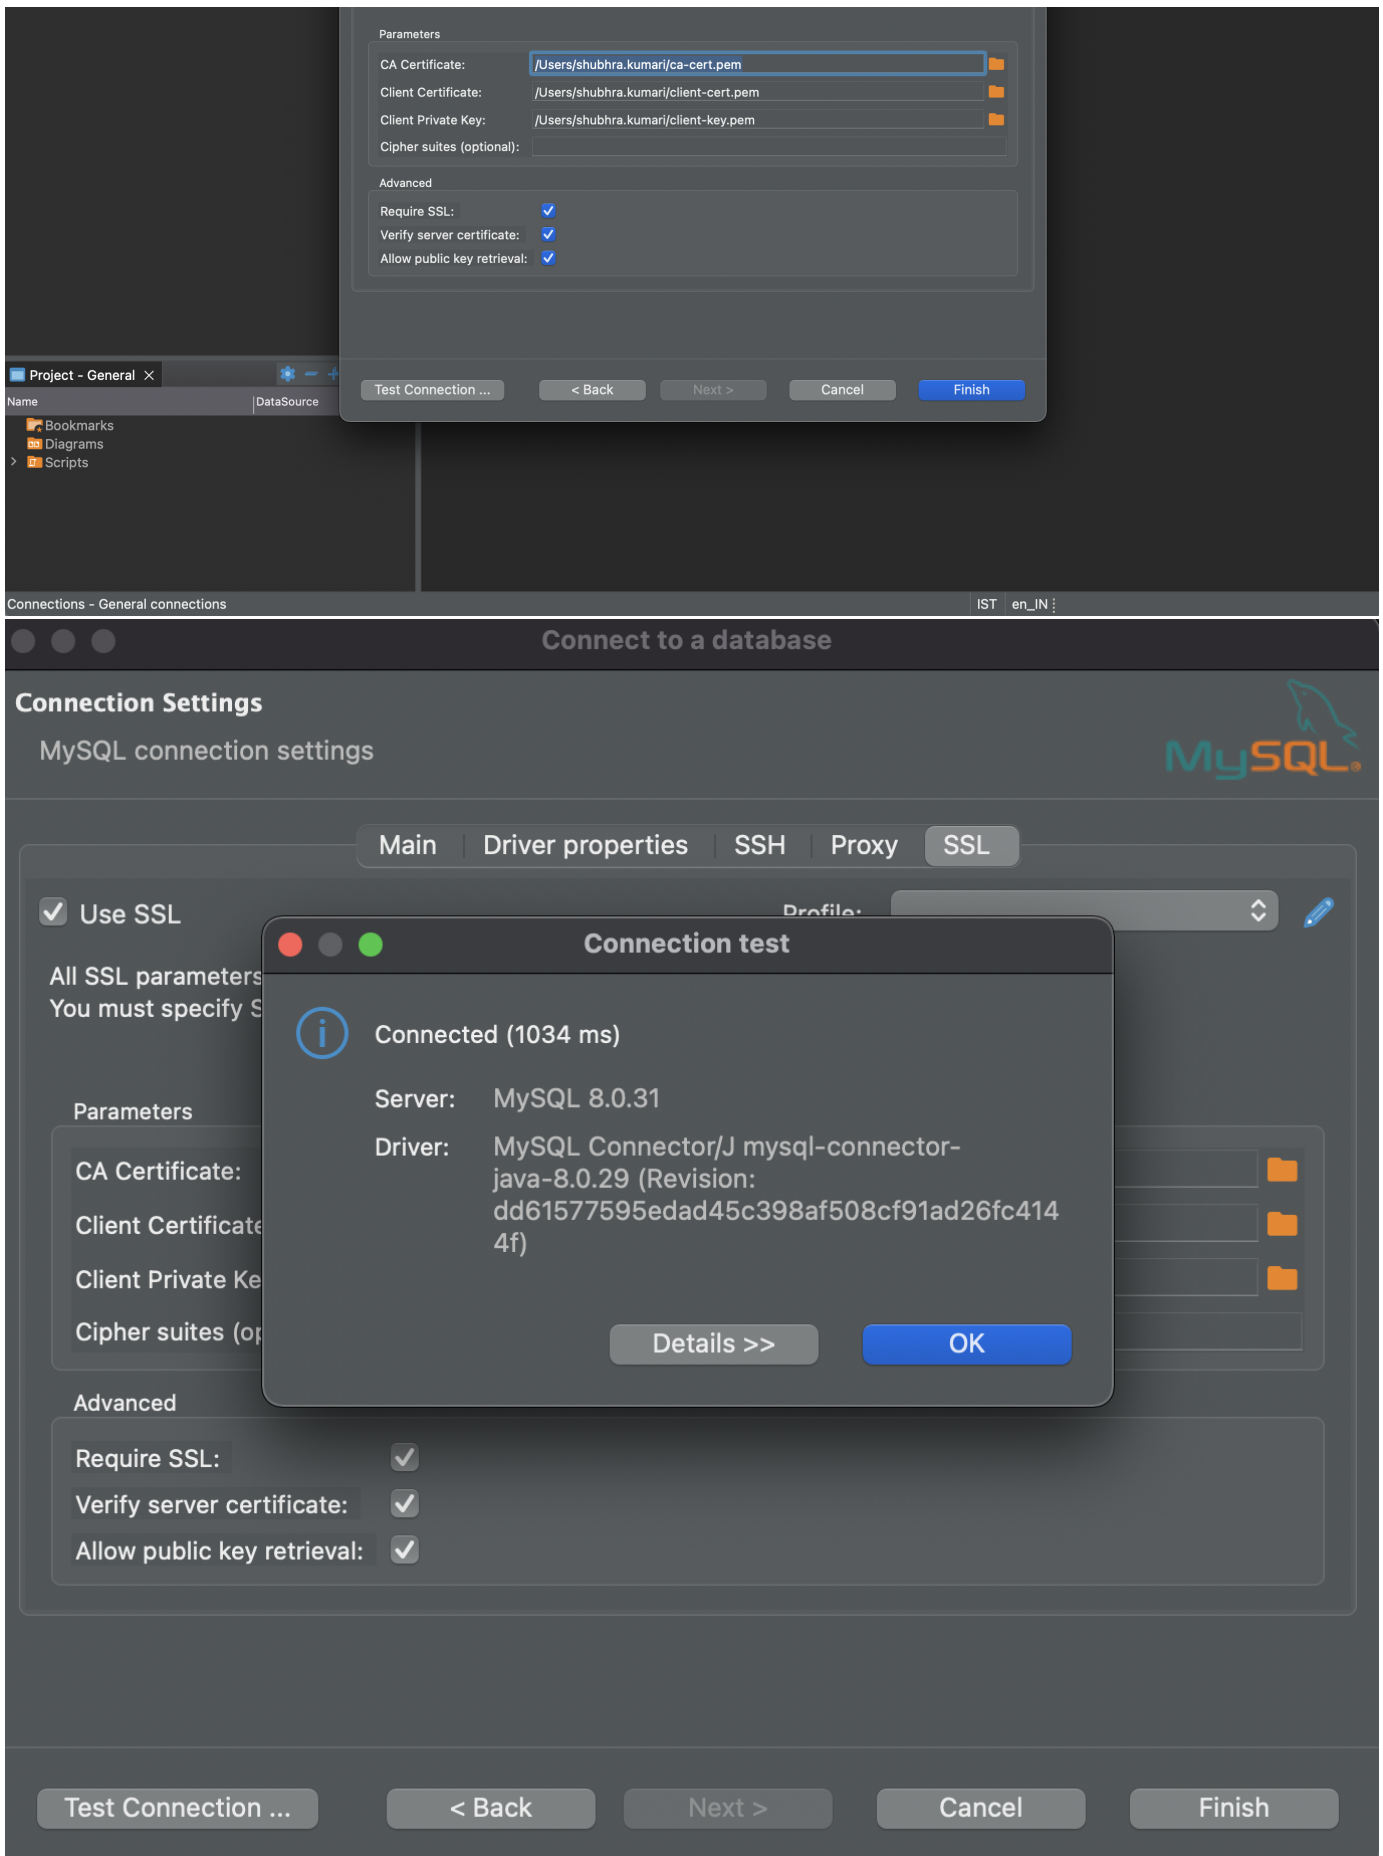 Parameters
CA Certificate: /Users/shubhra.kumari/ca-cert.pem
Client Certificate: /Users/shubhra.kumari/client-cert.pem
Client Private Key: /Users/shubhra.kumari/client-key.pem
Cipher suites (optional):
Advanced
Require SSL:
Verify server certificate:
Allow public key retrieval:
Test Connection ... < Back Next > Cancel Finish
Project - General
Name DataSource
Bookmarks
Diagrams
Scripts
Connections - General connections IST en_IN
Connect to a database
Connection Settings
MySQL connection settings
MySQL®
Main Driver properties SSH Proxy SSL
Use SSL Profile:
Connection test
All SSL parameters
You must specify S
Connected (1034 ms)
Server: MySQL 8.0.31
Parameters
Driver: MySQL Connector/J mysql-connector-
java-8.0.29 (Revision:
dd61577595edad45c398af508cf91ad26fc414
4f)
CA Certificate:
Client Certificate
Client Private Ke
Cipher suites (op
Details >> OK
Advanced
Require SSL:
Verify server certificate:
Allow public key retrieval:
Test Connection ... < Back Next > Cancel Finish